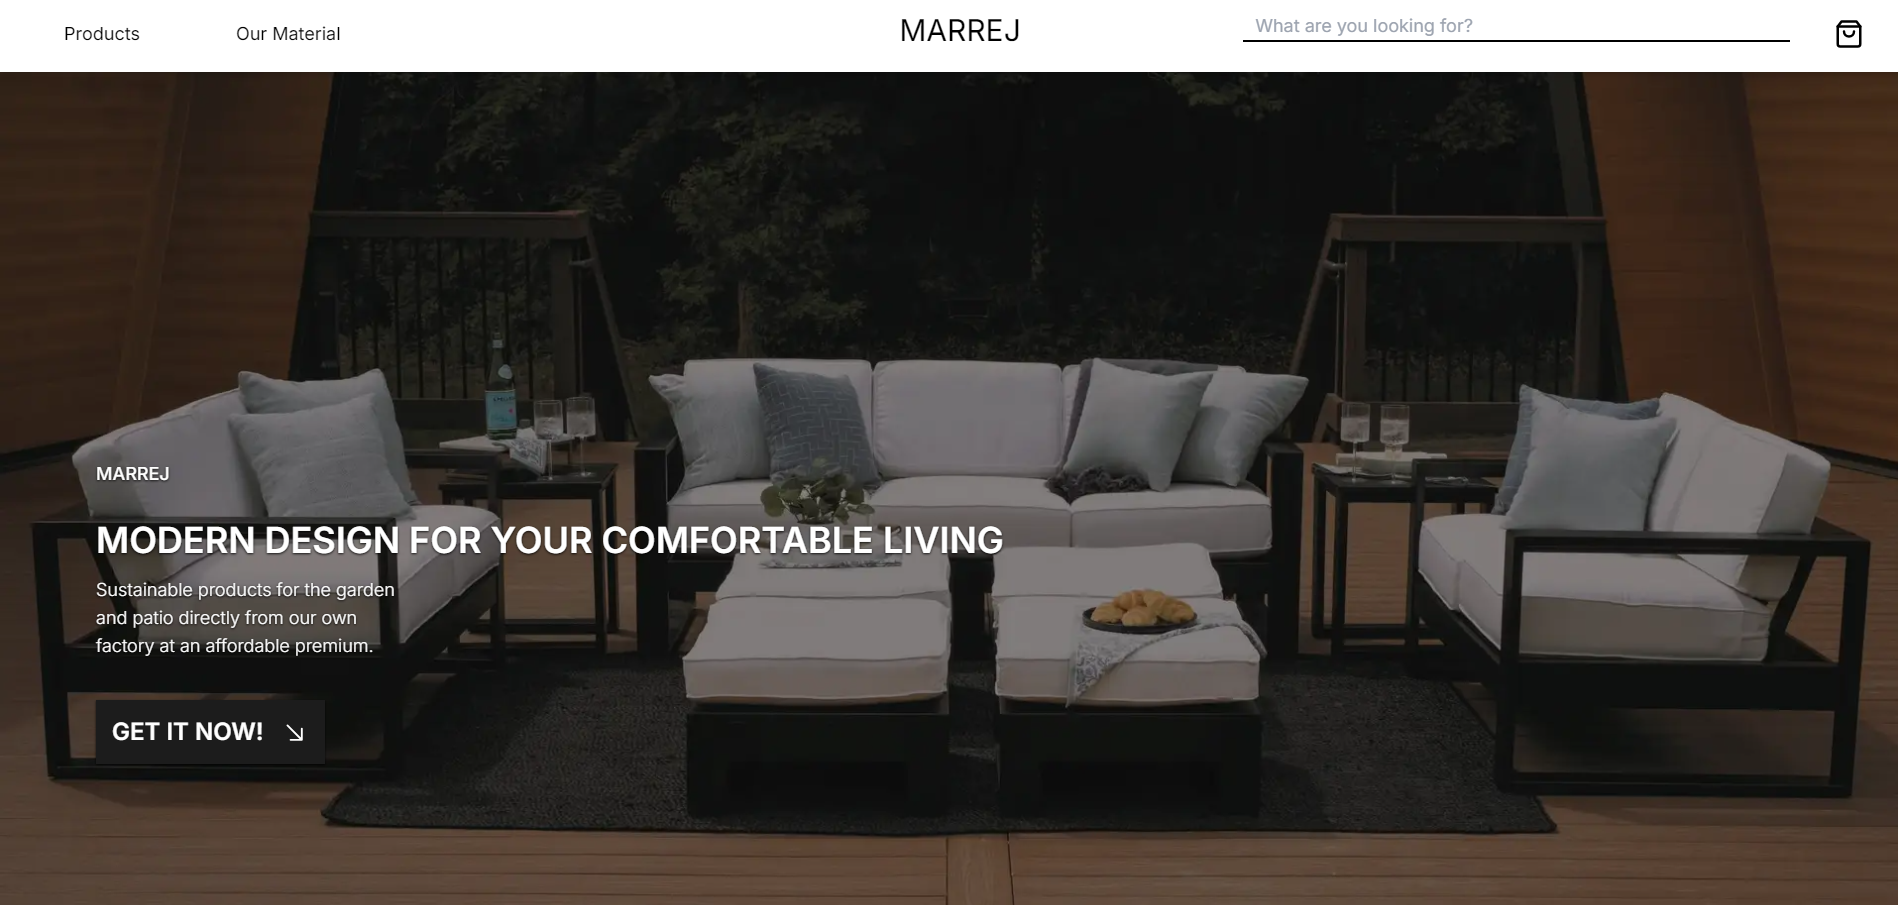 Products
Our Material
MARREJ
What are you looking for?
MARREJ
MODERN DESIGN FOR YOUR COMFORTABLE LIVING
Sustainable products for the garden
and patio directly from our own
factory at an affordable premium.
GET IT NOW!